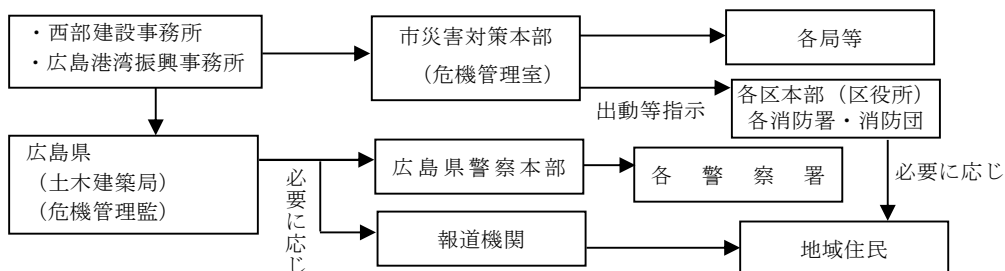 ・西部建設事務所
・広島港湾振興事務所
市災害対策本部
（危機管理室）
各局等
出動等指示
各区本部（区役所）
各消防署・消防団
広島県
（土木建築局）
（危機管理監）
必要に応じ
広島県警察本部
各警察署
必要に応じ
報道機関
地域住民